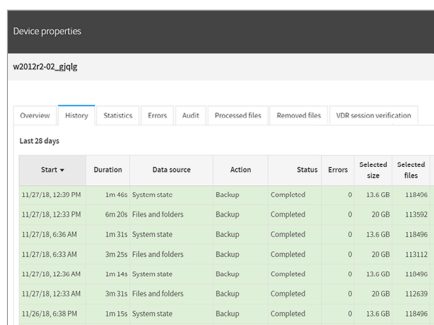 Device properties
w2012r2-02_gjqlg
Overview History Statistics Errors Audit Processed files Removed files VDR session verification
Last 28 days
Start Duration Data source Action Status Errors Selected size Selected files
11/27/18, 12:39 PM 1m 46s System state Backup Completed 0 13.6 GB 118496
11/27/18, 12:33 PM 6m 20s Files and folders Backup Completed 0 20 GB 113592
11/27/18, 6:36 AM 1m 31s System state Backup Completed 0 13.6 GB 118496
11/27/18, 6:33 AM 3m 25s Files and folders Backup Completed 0 20 GB 113112
11/27/18, 12:36 AM 1m 14s System state Backup Completed 0 13.6 GB 118496
11/27/18, 12:33 AM 3m 31s Files and folders Backup Completed 0 20 GB 112639
11/26/18, 6:38 PM 1m 15s System state Backup Completed 0 13.6 GB 118496